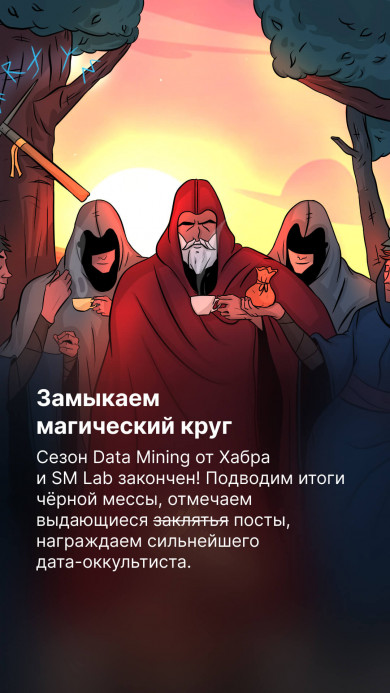 Замыкаем
магический круг
Сезон Data Mining от Хабра
и SM Lab закончен! Подводим итоги
чёрной мессы, отмечаем
выдающиеся заклятья посты,
награждаем сильнейшего
дата-оккультиста.